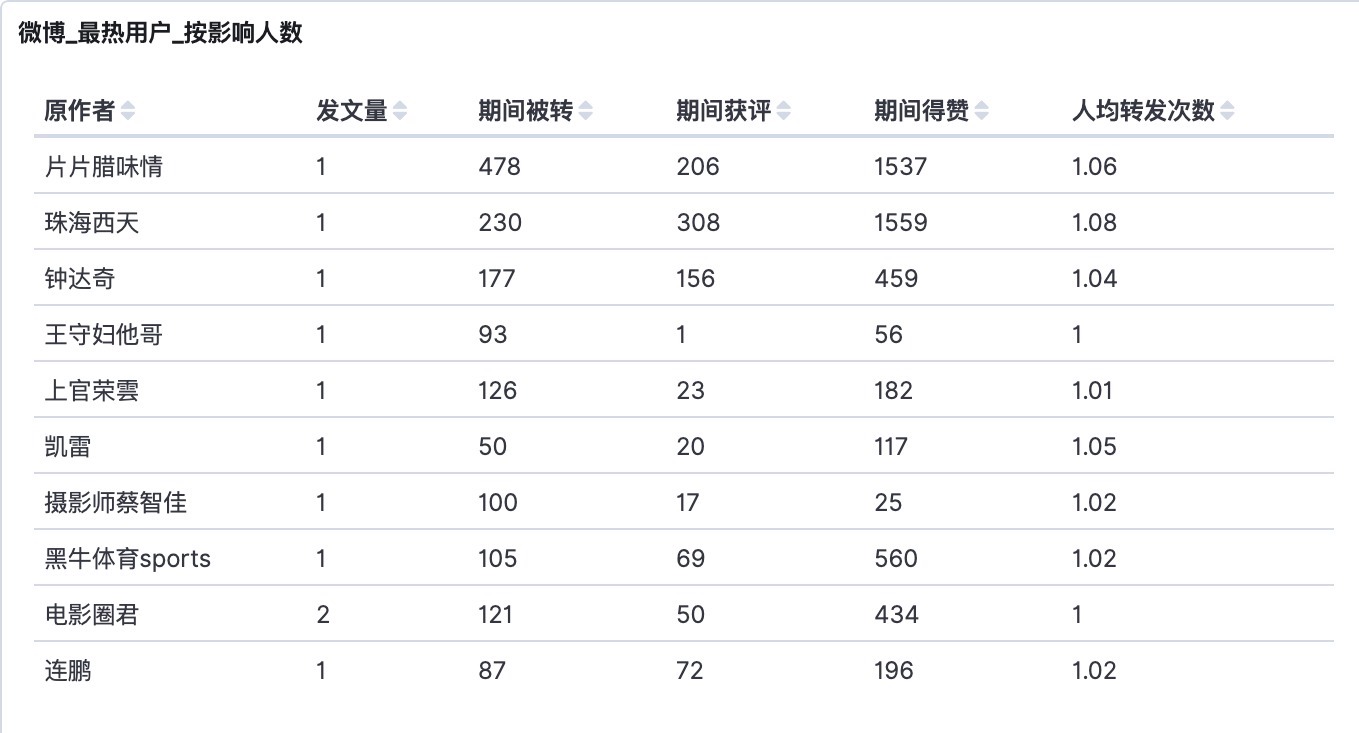 微博_最热用户_按影响人数
原作者 发文量 期间被转 期间获评 期间得赞 人均转发次数
片片腊味情 1 478 206 1537 1.06
珠海西天 1 230 308 1559 1.08
钟达奇 1 177 156 459 1.04
王守妇他哥 1 93 1 56 1
上官荣雲 1 126 23 182 1.01
凯雷 1 50 20 117 1.05
摄影师蔡智佳 1 100 17 25 1.02
黑牛体育sports 1 105 69 560 1.02
电影圈君 2 121 50 434 1
连鹏 1 87 72 196 1.02